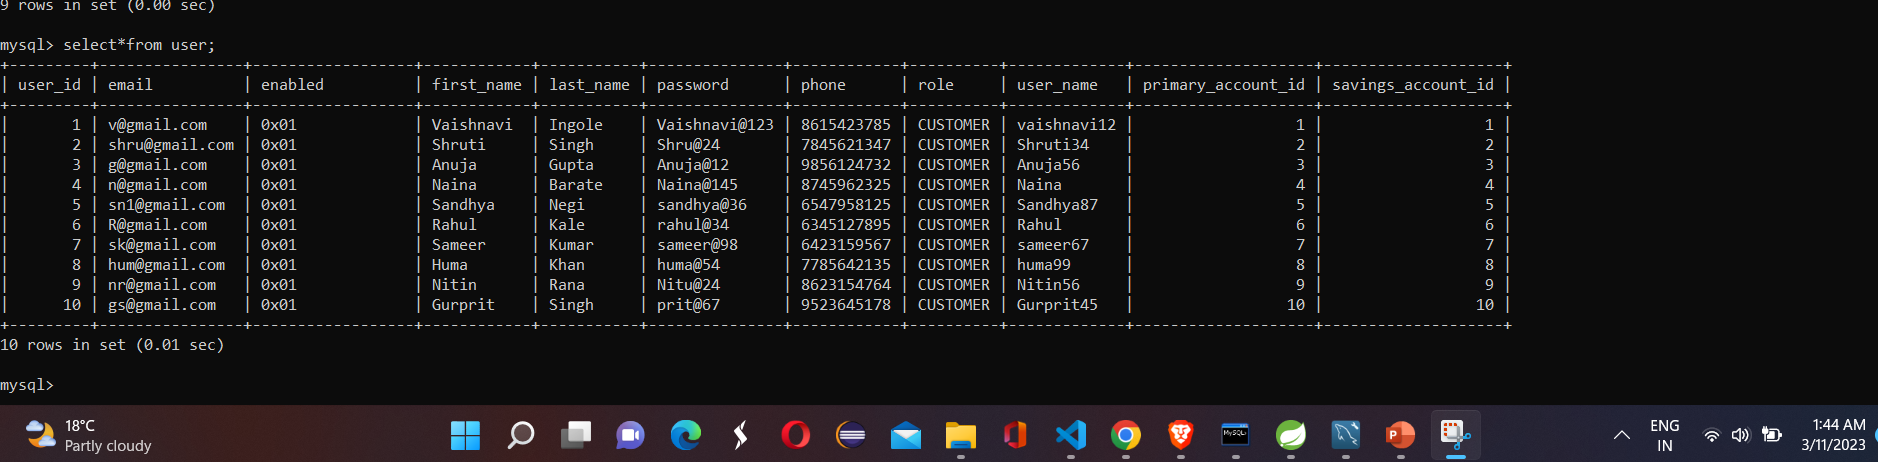 9 rows in set (0.00 sec)
mysql> select*from user;
+---------+---------------+------------------+------------+-----------+---------------+------------+----------+-------------+--------------------+--------------------+
| user_id | email | enabled | first_name | last_name | password | phone | role | user_name | primary_account_id | savings_account_id |
+---------+---------------+------------------+------------+-----------+---------------+------------+----------+-------------+--------------------+--------------------+
| 1 | v@gmail.com | 0x01 | Vaishnavi | Ingole | Vaishnavi@123 | 8615423785 | CUSTOMER | vaishnavi12 | 1 | 1 |
| 2 | shru@gmail.com | 0x01 | Shruti | Singh | Shru@24 | 7845621347 | CUSTOMER | Shruti34 | 2 | 2 |
| 3 | g@gmail.com | 0x01 | Anuja | Gupta | Anuja@12 | 9856124732 | CUSTOMER | Anuja56 | 3 | 3 |
| 4 | n@gmail.com | 0x01 | Naina | Barate | Naina@145 | 8745962325 | CUSTOMER | Naina | 4 | 4 |
| 5 | sn1@gmail.com | 0x01 | Sandhya | Negi | sandhya@36 | 6547958125 | CUSTOMER | Sandhya87 | 5 | 5 |
| 6 | R@gmail.com | 0x01 | Rahul | Kale | rahul@34 | 6345127895 | CUSTOMER | Rahul | 6 | 6 |
| 7 | sk@gmail.com | 0x01 | Sameer | Kumar | sameer@98 | 6423159567 | CUSTOMER | sameer67 | 7 | 7 |
| 8 | hum@gmail.com | 0x01 | Huma | Khan | huma@54 | 7785642135 | CUSTOMER | huma99 | 8 | 8 |
| 9 | nr@gmail.com | 0x01 | Nitin | Rana | Nitu@24 | 8623154764 | CUSTOMER | Nitin56 | 9 | 9 |
| 10 | gs@gmail.com | 0x01 | Gurprit | Singh | prit@67 | 9523645178 | CUSTOMER | Gurprit45 | 10 | 10 |
+---------+---------------+------------------+------------+-----------+---------------+------------+----------+-------------+--------------------+--------------------+
10 rows in set (0.01 sec)
mysql>
18°C
Partly cloudy
MySQL
P
ENG
IN
1:44 AM
3/11/2023